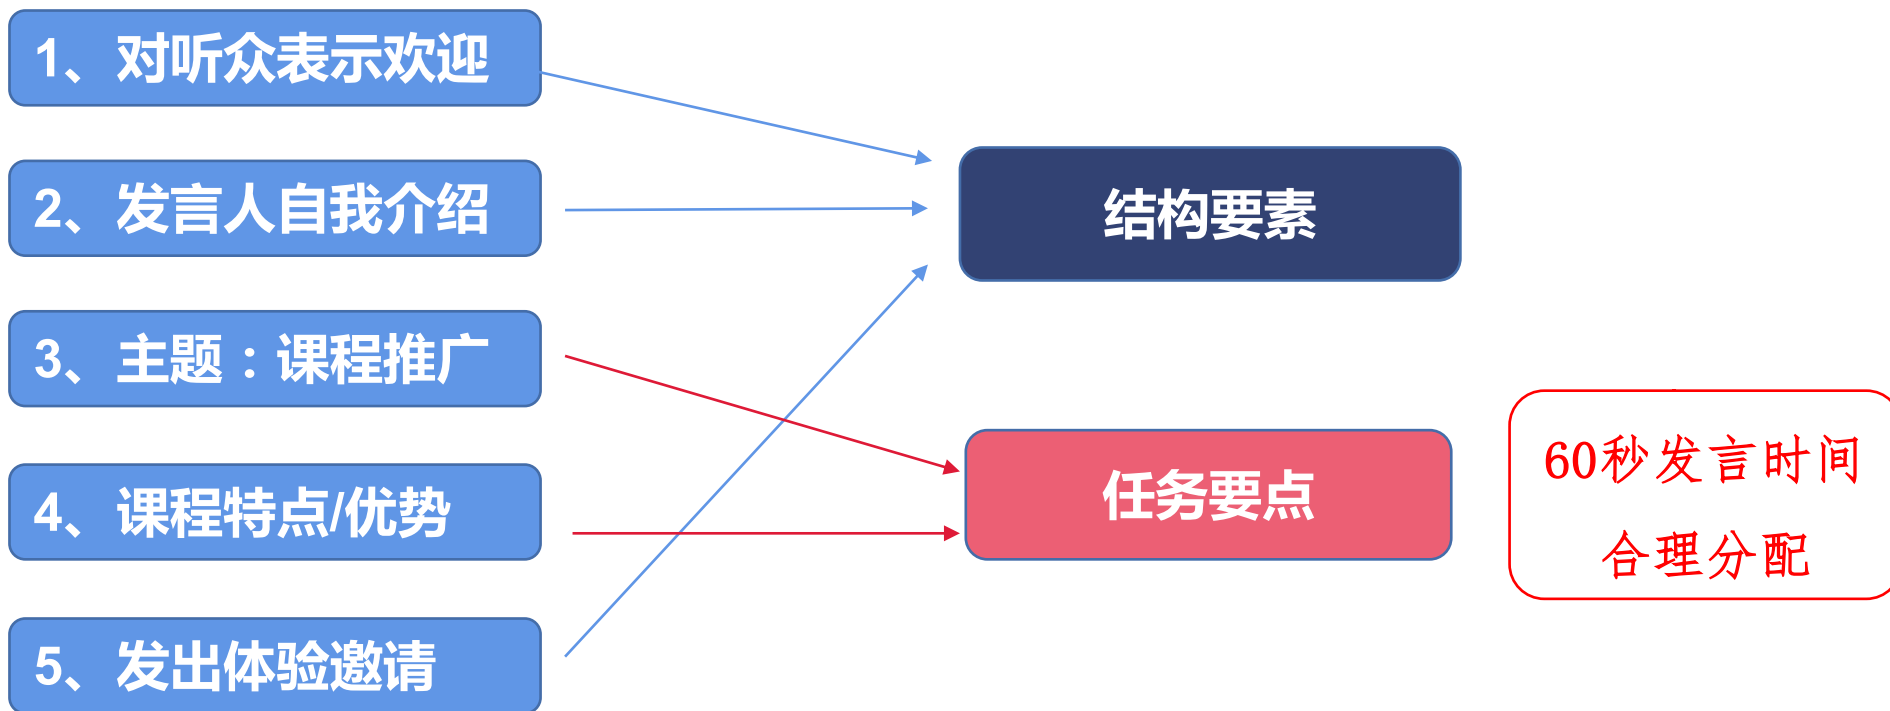 1、对听众表示欢迎
2、发言人自我介绍
3、主题：课程推广
4、课程特点/优势
5、发出体验邀请
结构要素
任务要点
60秒发言时间
合理分配